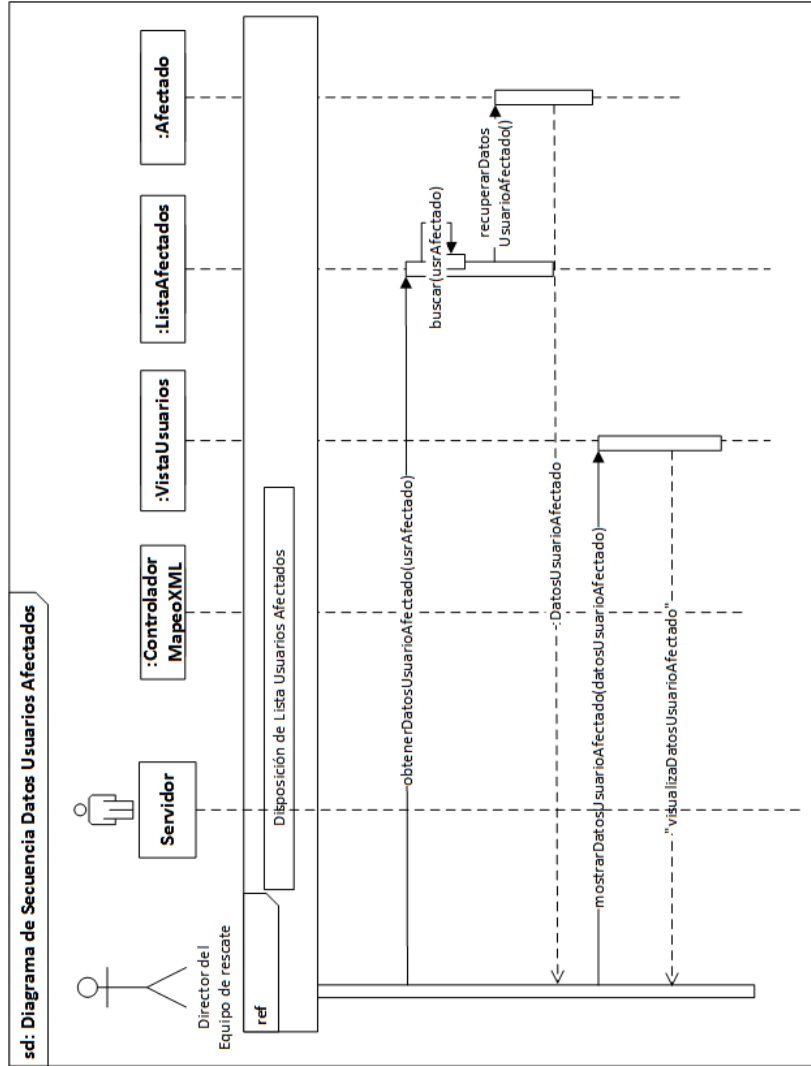 sd: Diagrama de Secuencia Datos Usuarios Afectados
Director del
Equipo de rescate
Servidor
:Controlador
MapeoXML
:VistaUsuarios
:ListaAfectados
:Afectado
ref
Disposición de Lista Usuarios Afectados
obtenerDatosUsuarioAfectado(usrAfectado)
buscar(usrAfectado)
recuperarDatos
UsuarioAfectado()
:DatosUsuarioAfectado
mostrarDatosUsuarioAfectado(datosUsuarioAfectado)
"visualizaDatosUsuarioAfectado"